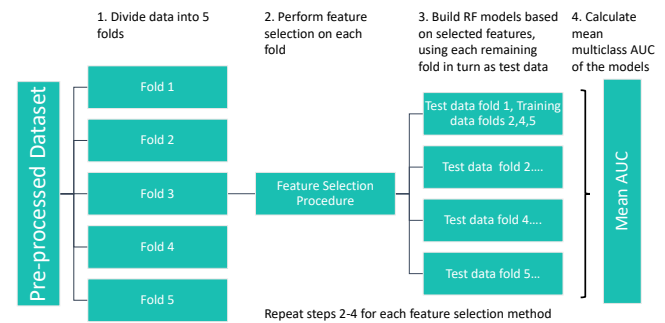 1. Divide data into 5
folds
2. Perform feature
selection on each
fold
3. Build RF models based
on selected features,
using each remaining
fold in turn as test data
4. Calculate
mean
multiclass AUC
of the models
Pre-processed Dataset
Fold 1
Fold 2
Fold 3
Fold 4
Fold 5
Feature Selection
Procedure
Test data fold 1, Training
data folds 2,4,5
Test data  fold 2....
Test data  fold 4....
Test data fold 5...
Mean AUC
Repeat steps 2-4 for each feature selection method